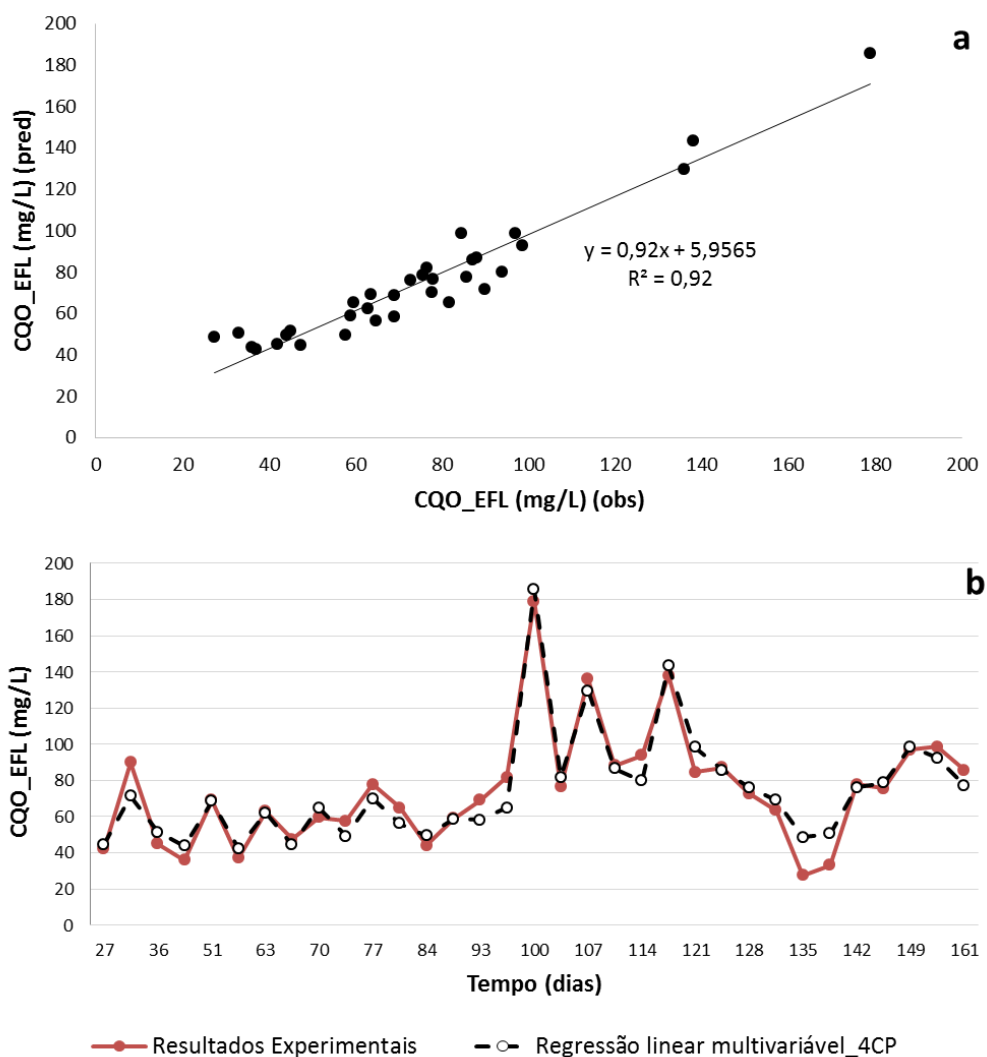 a
200
180
160
140
120
100
80
60
40
20
0
CQO_EFL (mg/L) (pred)
y = 0,92x + 5,9565
R² = 0,92
0 20 40 60 80 100 120 140 160 180 200
CQO_EFL (mg/L) (obs)
b
200
180
160
140
120
100
80
60
40
20
0
CQO_EFL (mg/L)
27 36 51 63 70 77 84 93 100 107 114 121 128 135 142 149 161
Tempo (dias)
Resultados Experimentais Regressão linear multivariável_4CP